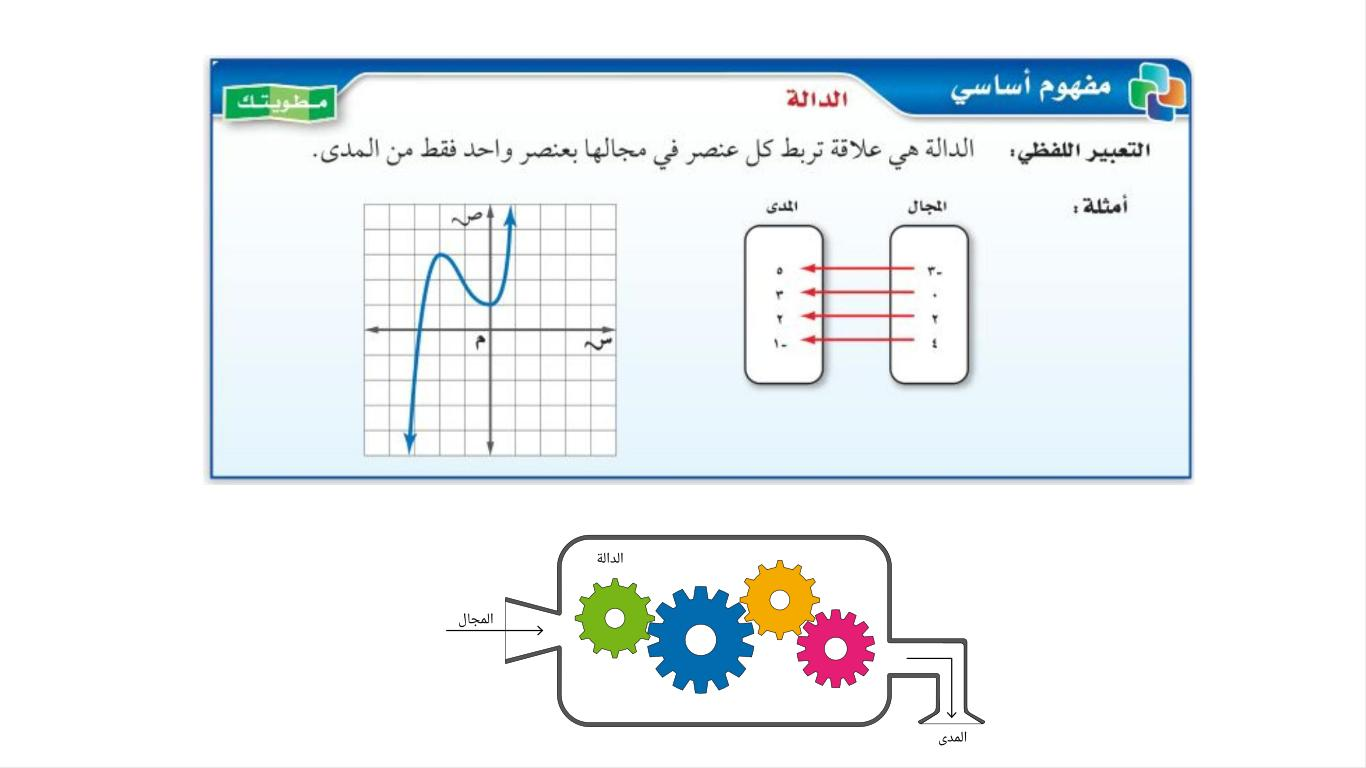 مفهوم أساسي
الدالة
مطويتك
التعبير اللفظي: الدالة هي علاقة تربط كل عنصر في مجالها بعنصر واحد فقط من المدى.
أمثلة:
المجال
المدى
-٣ ٥
٠ ٣
٢ ٢
٤ -١
ص
م
س
الدالة
المجال
المدى